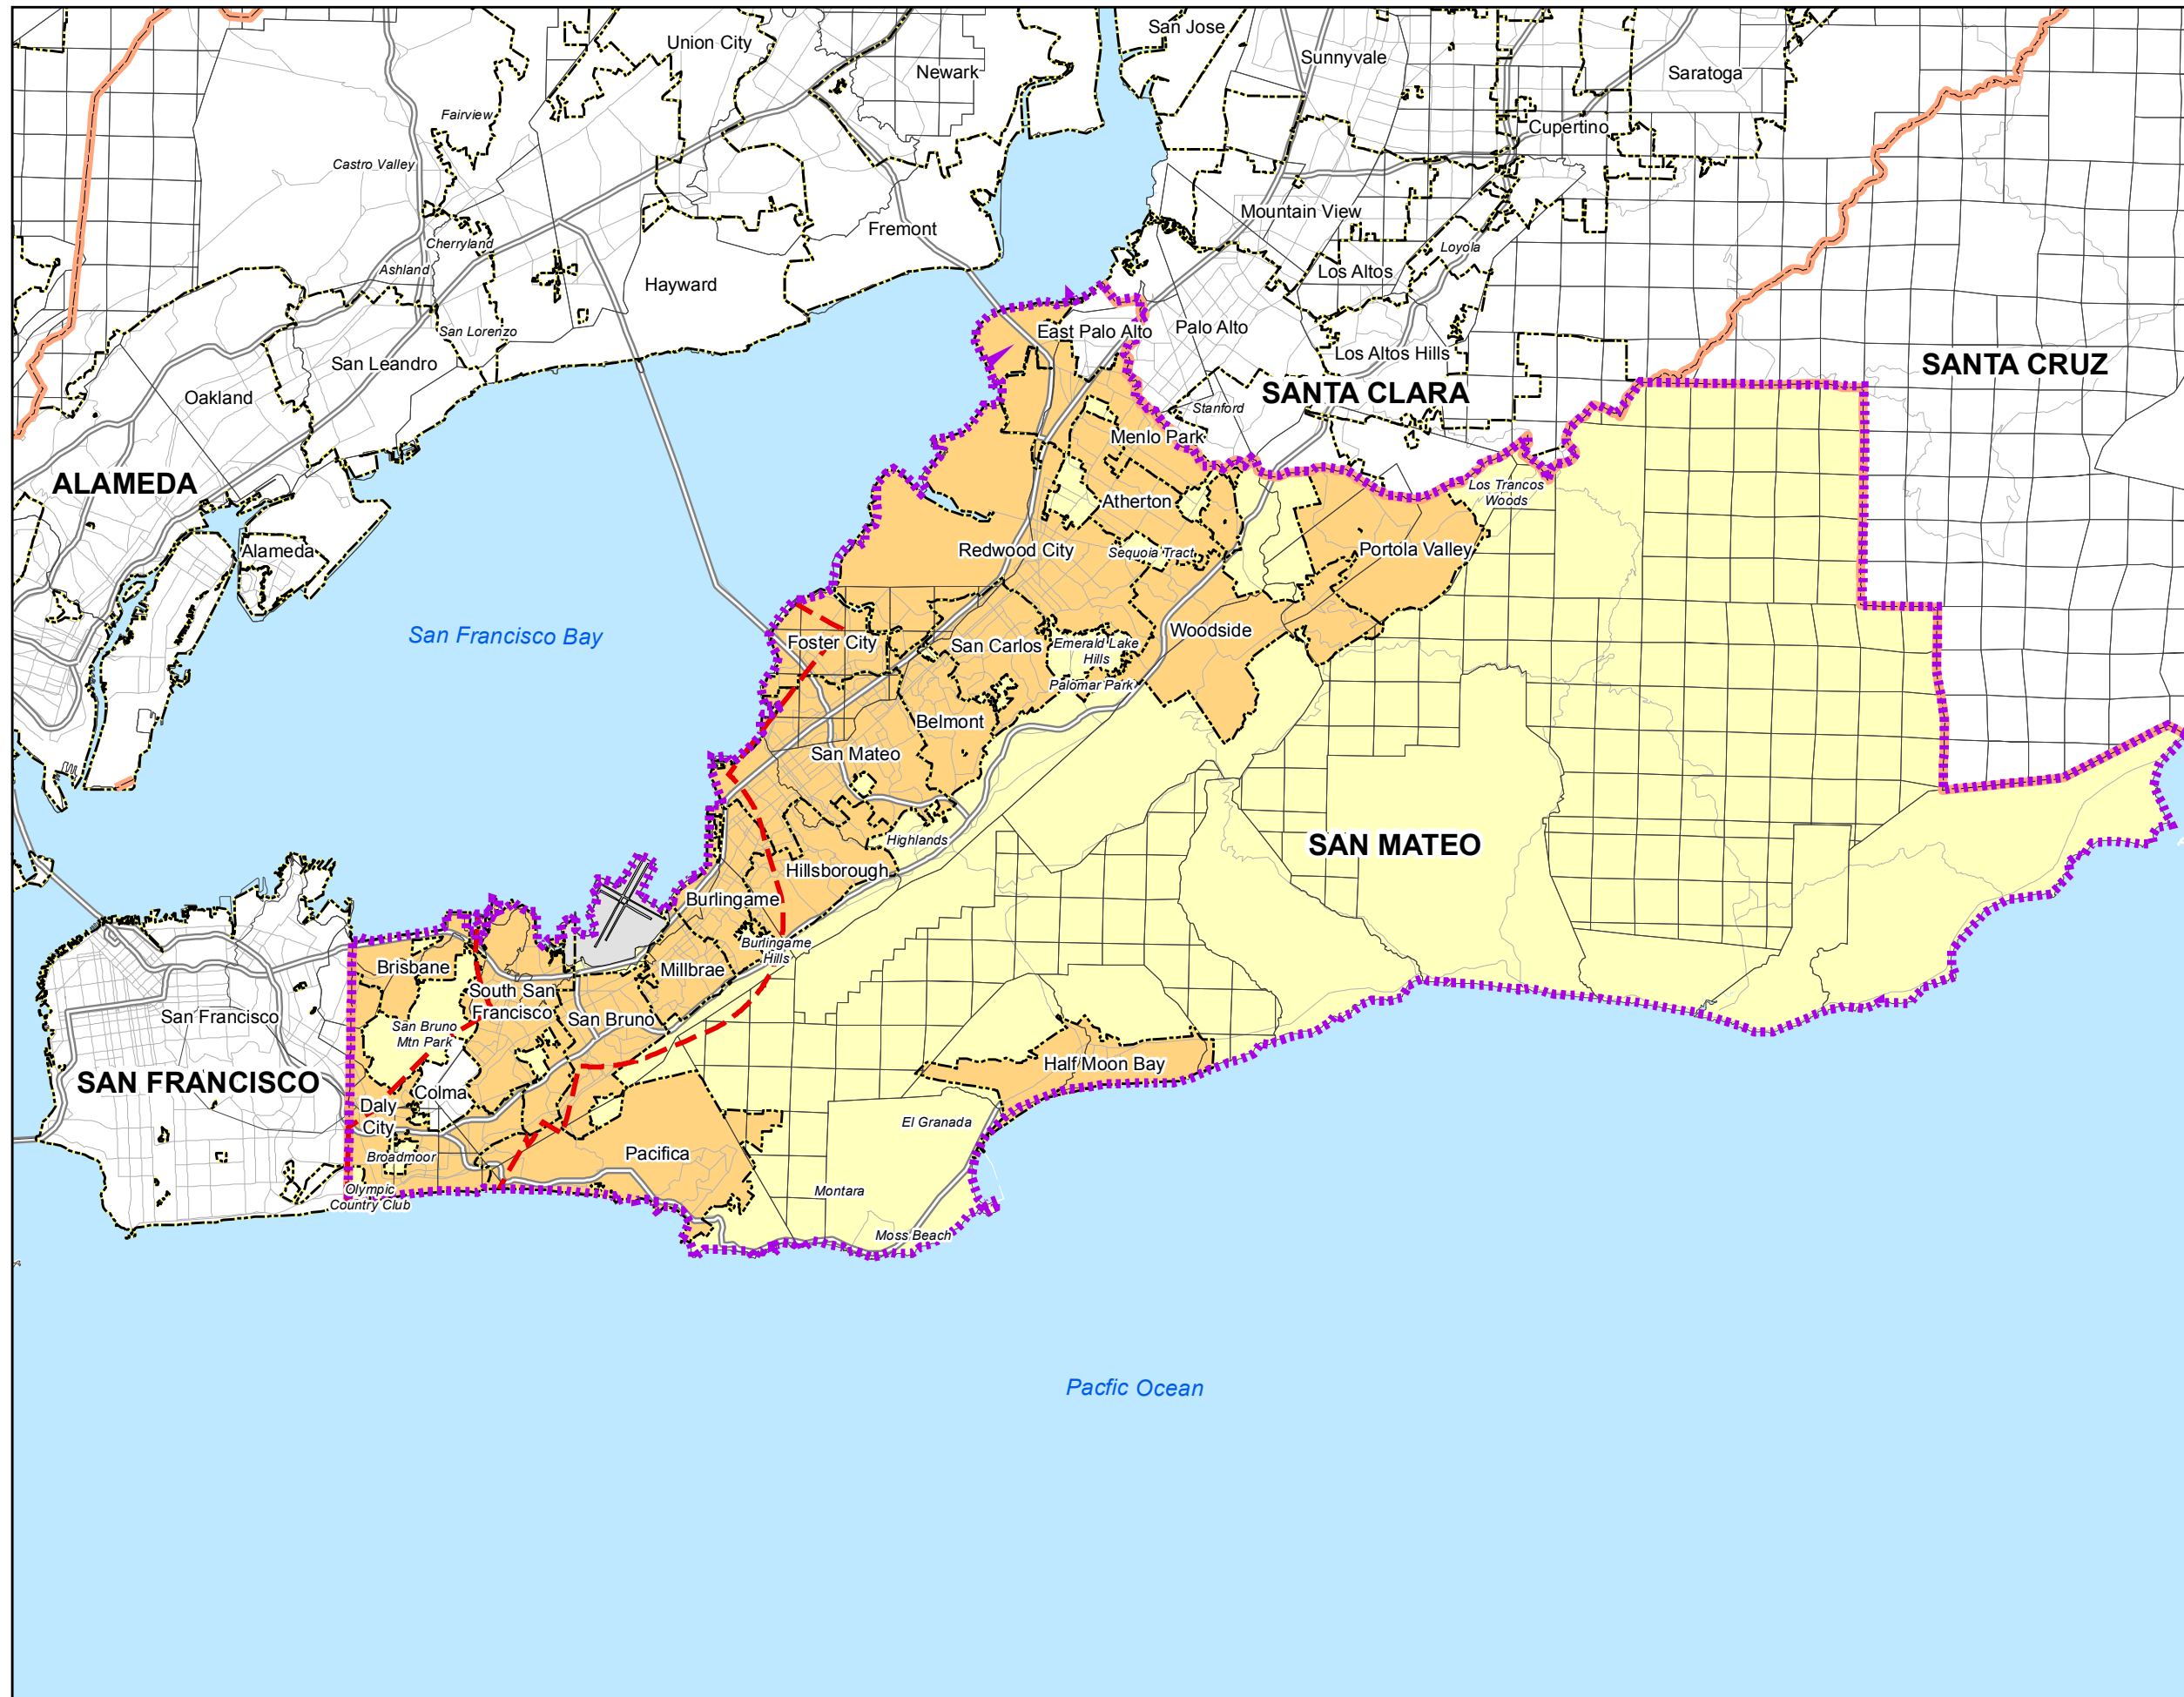 San Jose
Union City
Sunnyvale
Newark
Saratoga
Fairview
Cupertino
Castro Valley
Mountain View
Fremont
Cherryland
Loyola
Ashland
Los Altos
Hayward
San Lorenzo
East Palo Alto
Palo Alto
San Leandro
Los Altos Hills
SANTA CRUZ
Oakland
SANTA CLARA
Stanford
Menlo Park
ALAMEDA
Los Trancos
Woods
Atherton
Alameda
Redwood City
Sequoia Tract
Portola Valley
San Francisco Bay
Foster City
San Carlos
Emerald Lake
Hills
Woodside
Palomar Park
Belmont
San Mateo
Highlands
SAN MATEO
Hillsborough
Burlingame
Burlingame
Hills
Brisbane
Millbrae
South San
Francisco
San Francisco
San Bruno
San Bruno
Mtn Park
Half Moon Bay
SAN FRANCISCO
Colma
Daly
City
El Granada
Broadmoor
Pacifica
Olympic
Country Club
Montara
Moss Beach
Pacfic Ocean